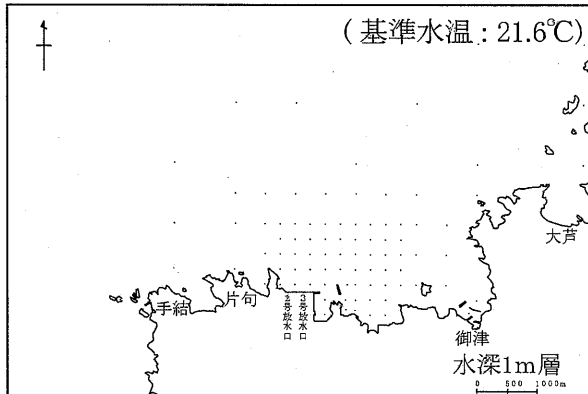 （基準水温：21.6℃）
大芦
手結
片句
2号放水口
3号放水口
御津
水深1m層
0 500 1000m